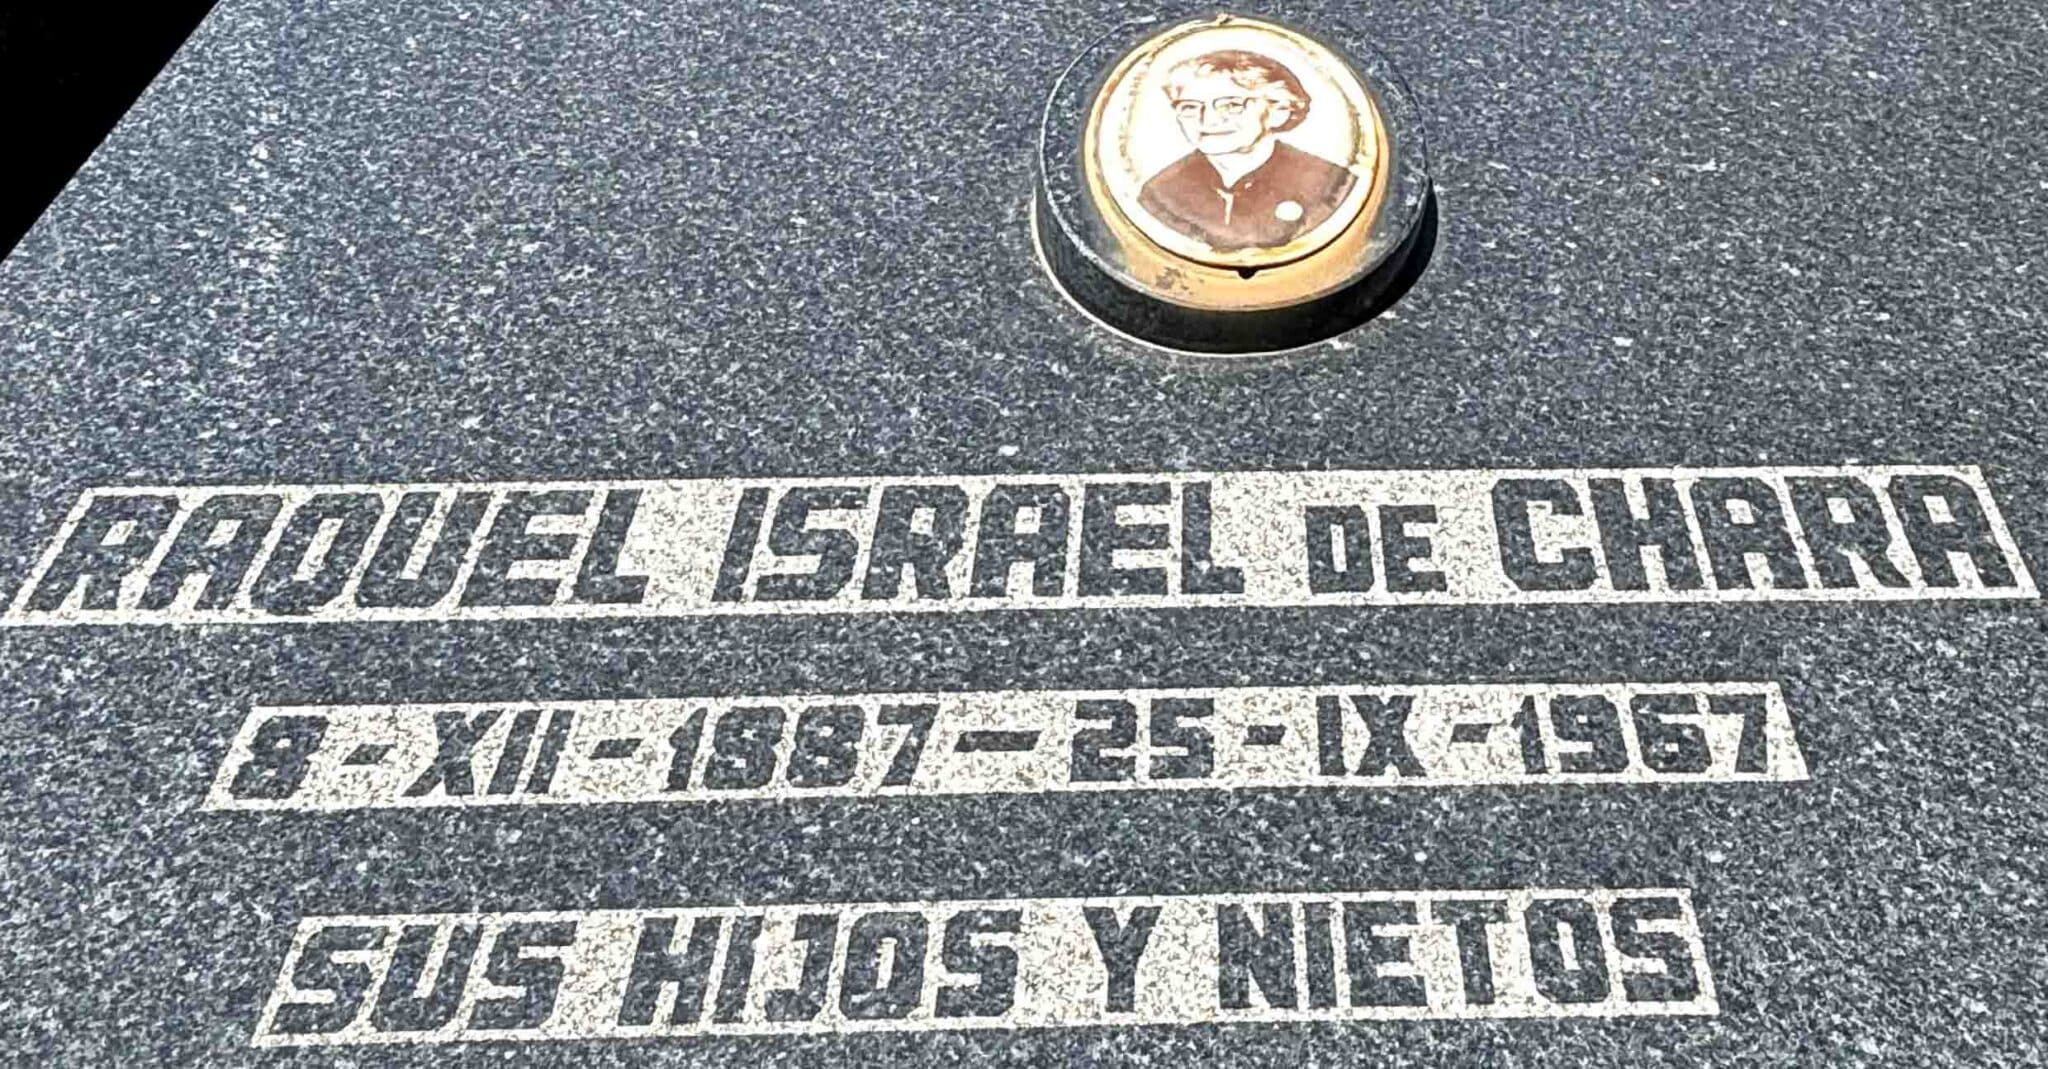 RAQUEL ISRAEL DE CHARA
8-XII-1887-25-IX-1967
SUS HIJOS Y NIETOS